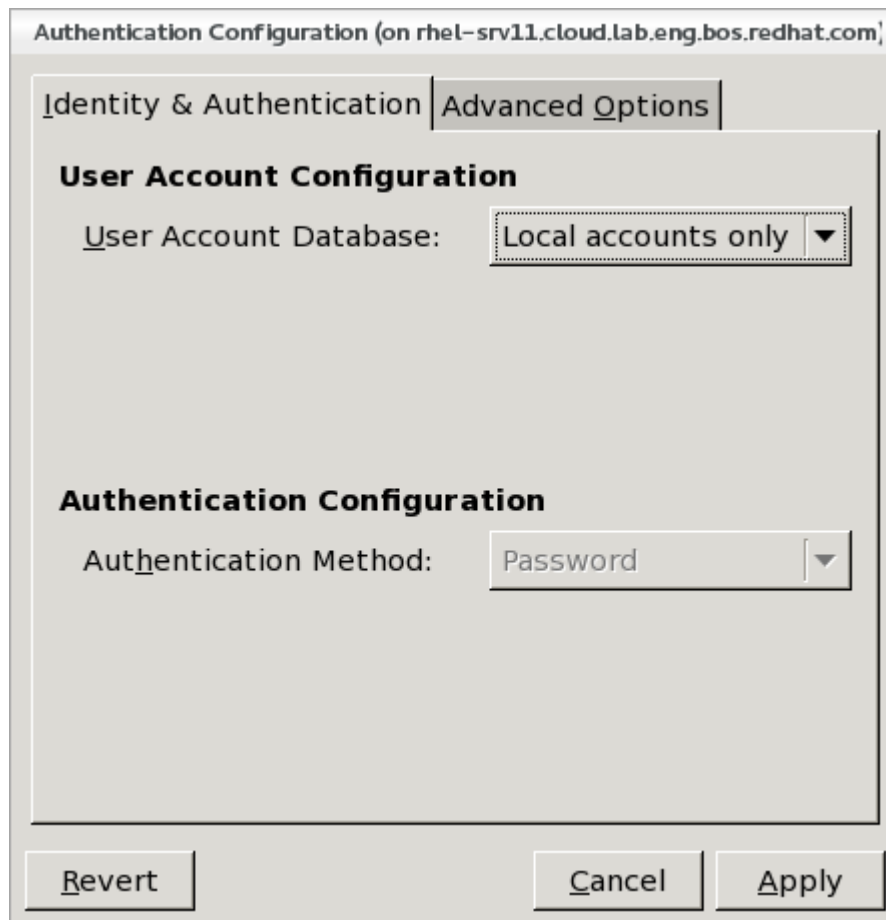 Authentication Configuration (on rhel-srv11.cloud.lab.eng.bos.redhat.com)
Identity & Authentication
Advanced Options
User Account Configuration
User Account Database:
Local accounts only
Authentication Configuration
Authentication Method:
Password
Revert
Cancel
Apply